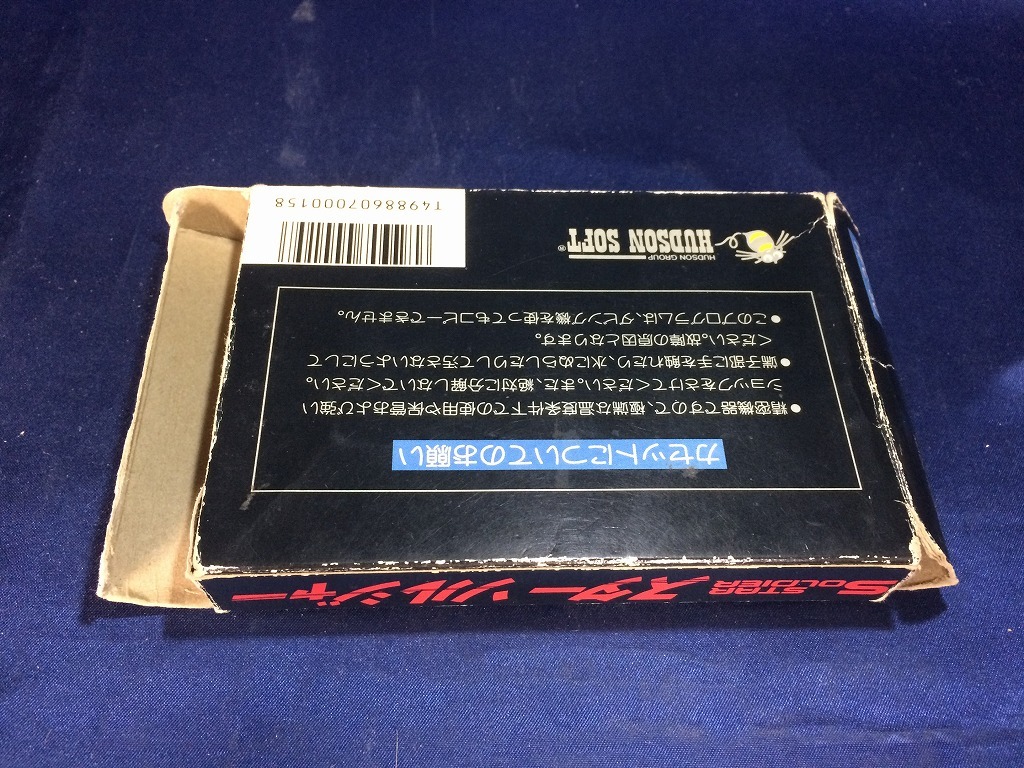 カセットについてのお願い
●精密機器ですので、極端な温度条件下での使用や保管および強い
ショックをさけてください。また、絶対に分解しないでください。
●端子部に手を触れたり、水にぬらしたりして汚さないようにして
ください。故障の原因となります。
●このプログラムは、ダビング機を使ってもコピーできません。
HUDSON GROUP
HUDSON SOFT®
T4988607000158
STAR SOLDIER スターソルジャー